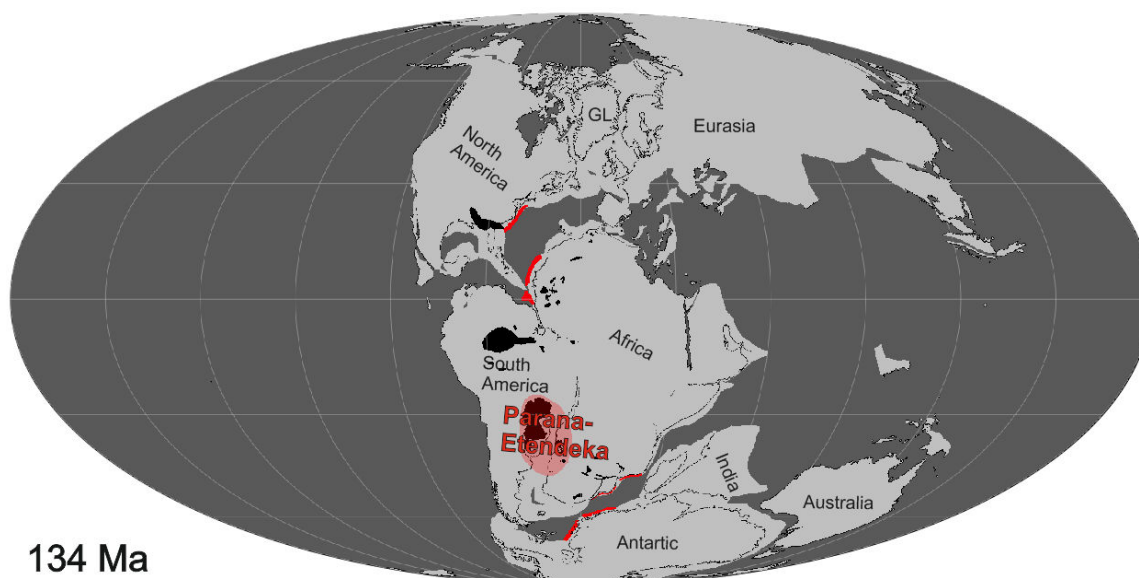 GL
Eurasia
North
America
Africa
South
America
Parana-
Etendeka
India
Australia
Antartic
134 Ma